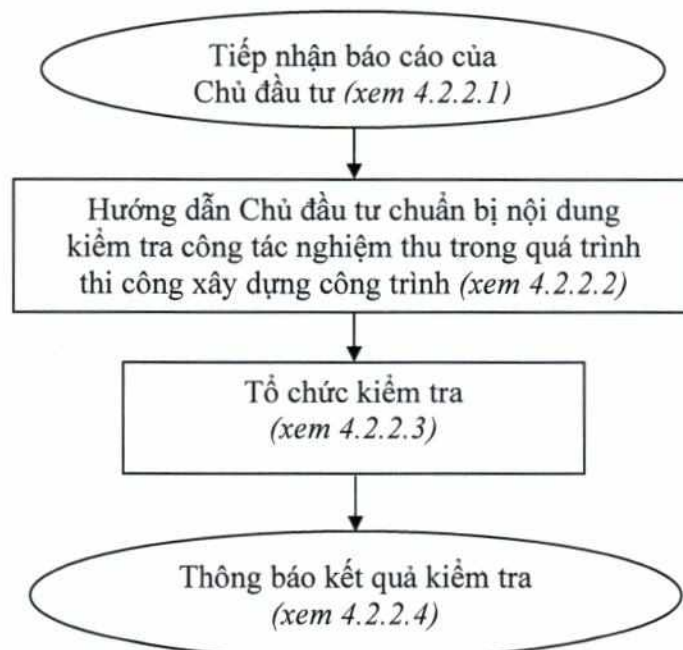 Tiếp nhận báo cáo của
Chủ đầu tư (xem 4.2.2.1)
Hướng dẫn Chủ đầu tư chuẩn bị nội dung
kiểm tra công tác nghiệm thu trong quá trình
thi công xây dựng công trình (xem 4.2.2.2)
Tổ chức kiểm tra
(xem 4.2.2.3)
Thông báo kết quả kiểm tra
(xem 4.2.2.4)